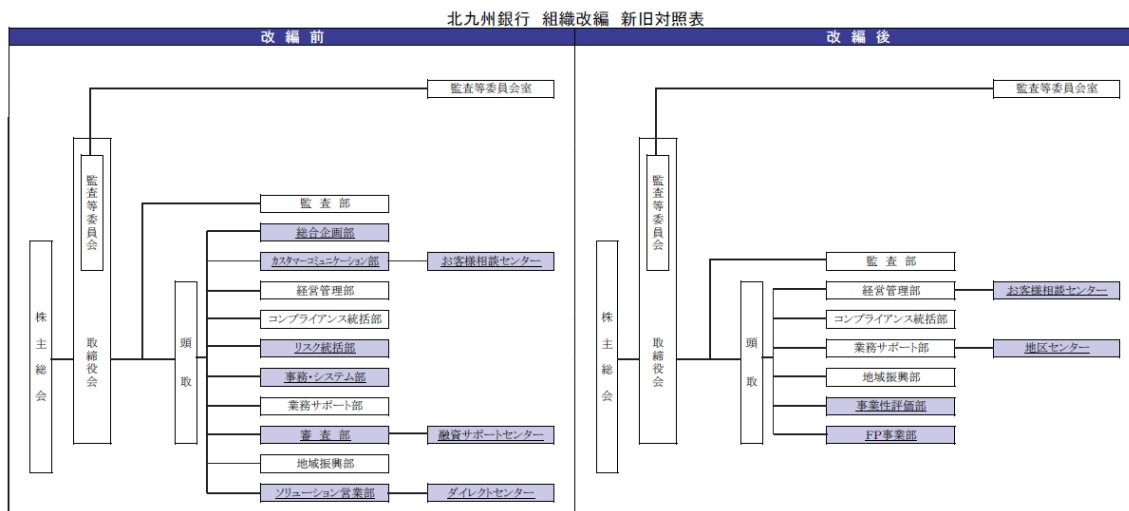 北九州銀行 組織改編 新旧対照表
改 編 前
監査等委員会室
監査等委員会
監 査 部
総合企画部
カスタマーコミュニケーション部
お客様相談センター
経営管理部
コンプライアンス統括部
株主総会
取締役会
頭取
リスク統括部
事務・システム部
業務サポート部
審 査 部
融資サポートセンター
地域振興部
ソリューション営業部
ダイレクトセンター
改 編 後
監査等委員会室
監査等委員会
監 査 部
経営管理部
お客様相談センター
コンプライアンス統括部
株主総会
取締役会
頭取
業務サポート部
地区センター
地域振興部
事業性評価部
FP事業部